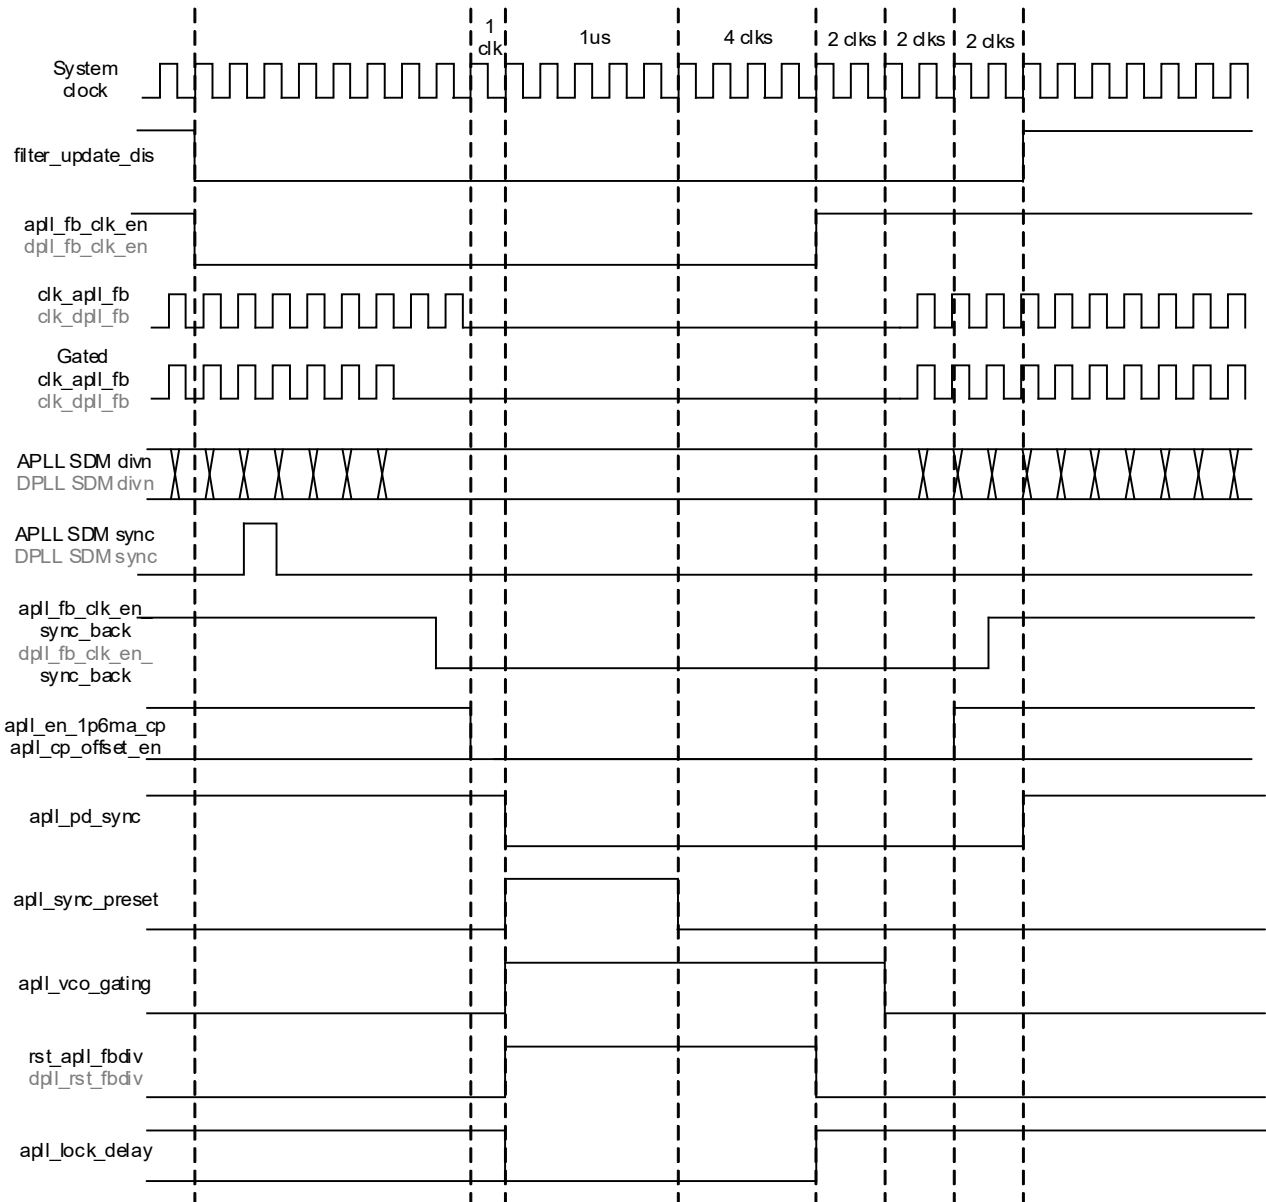 1
clk
1us
4 clks
2 clks
2 clks
2 clks
System
clock
filter_update_dis
apll_fb_clk_en
dpll_fb_clk_en
clk_apll_fb
clk_dpll_fb
Gated
clk_apll_fb
clk_dpll_fb
APLL SDM divn
DPLL SDM divn
APLL SDM sync
DPLL SDM sync
apll_fb_clk_en_
sync_back
dpll_fb_clk_en_
sync_back
apll_en_1p6ma_cp
apll_cp_offset_en
apll_pd_sync
apll_sync_preset
apll_vco_gating
rst_apll_fbdiv
dpll_rst_fbdiv
apll_lock_delay